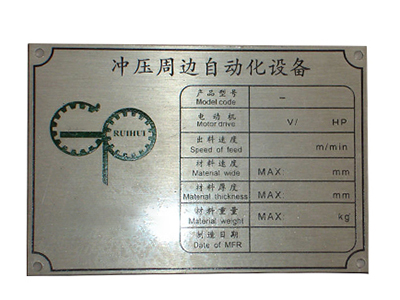 冲压周边自动化设备
RUIHUI
产品型号
Model code –
电动机
Motor drive V/ HP
出料速度
Speed of feed m/min
材料速度
Material wide MAX: mm
材料厚度
Material thickness MAX: mm
材料重量
Material weight MAX: kg
制造日期
Date of MFR